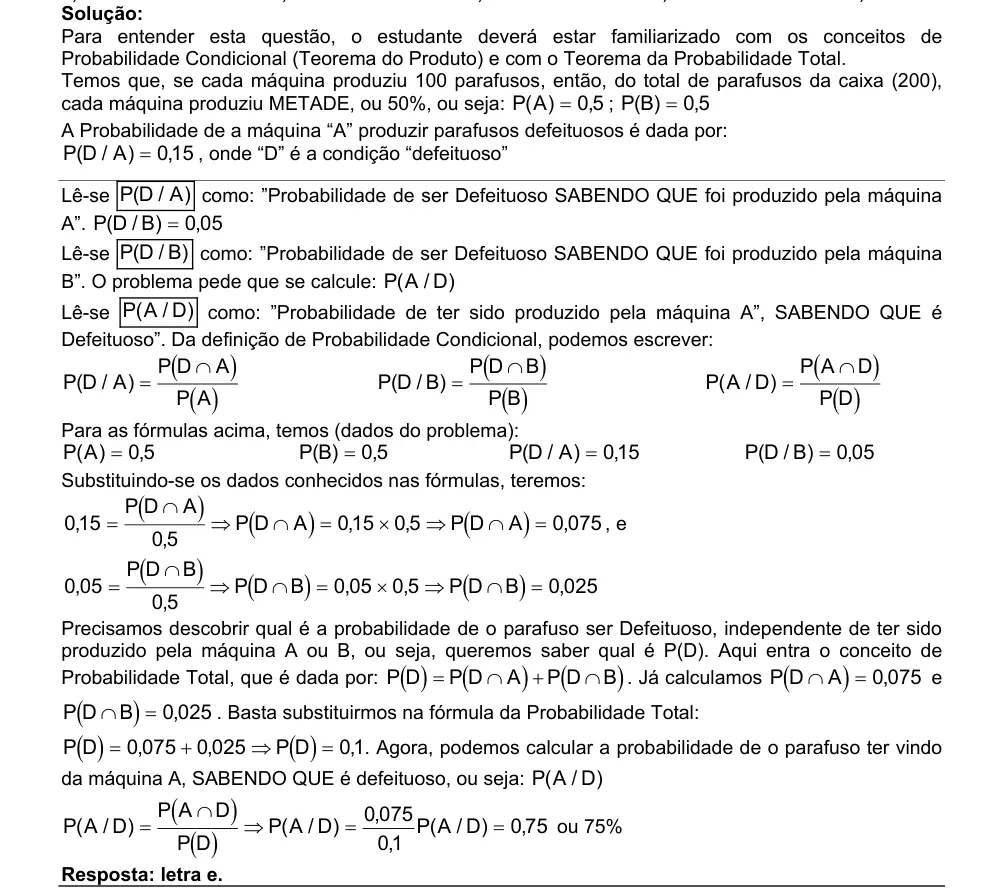 Solução:
Para entender esta questão, o estudante deverá estar familiarizado com os conceitos de
Probabilidade Condicional (Teorema do Produto) e com o Teorema da Probabilidade Total.
Temos que, se cada máquina produziu 100 parafusos, então, do total de parafusos da caixa (200),
cada máquina produziu METADE, ou 50%, ou seja: P(A) = 0,5 ; P(B) = 0,5
A Probabilidade de a máquina “A” produzir parafusos defeituosos é dada por:
P(D / A) = 0,15 , onde “D” é a condição “defeituoso”
Lê-se P(D / A) como: ”Probabilidade de ser Defeituoso SABENDO QUE foi produzido pela máquina
A”. P(D / B) = 0,05
Lê-se P(D / B) como: ”Probabilidade de ser Defeituoso SABENDO QUE foi produzido pela máquina
B”. O problema pede que se calcule: P(A / D)
Lê-se P(A / D) como: ”Probabilidade de ter sido produzido pela máquina A”, SABENDO QUE é
Defeituoso”. Da definição de Probabilidade Condicional, podemos escrever:
P(D / A) = P(D ∩ A) / P(A) P(D / B) = P(D ∩ B) / P(B) P(A / D) = P(A ∩ D) / P(D)
Para as fórmulas acima, temos (dados do problema):
P(A) = 0,5 P(B) = 0,5 P(D / A) = 0,15 P(D / B) = 0,05
Substituindo-se os dados conhecidos nas fórmulas, teremos:
0,15 = P(D ∩ A) / 0,5 ⇒ P(D ∩ A) = 0,15 × 0,5 ⇒ P(D ∩ A) = 0,075 , e
0,05 = P(D ∩ B) / 0,5 ⇒ P(D ∩ B) = 0,05 × 0,5 ⇒ P(D ∩ B) = 0,025
Precisamos descobrir qual é a probabilidade de o parafuso ser Defeituoso, independente de ter sido
produzido pela máquina A ou B, ou seja, queremos saber qual é P(D). Aqui entra o conceito de
Probabilidade Total, que é dada por: P(D) = P(D ∩ A) + P(D ∩ B) . Já calculamos P(D ∩ A) = 0,075 e
P(D ∩ B) = 0,025 . Basta substituirmos na fórmula da Probabilidade Total:
P(D) = 0,075 + 0,025 ⇒ P(D) = 0,1. Agora, podemos calcular a probabilidade de o parafuso ter vindo
da máquina A, SABENDO QUE é defeituoso, ou seja: P(A / D)
P(A / D) = P(A ∩ D) / P(D) ⇒ P(A / D) = 0,075 / 0,1 P(A / D) = 0,75 ou 75%
Resposta: letra e.